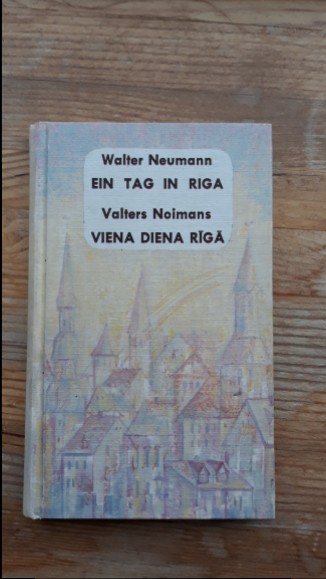 Walter Neumann
EIN TAG IN RIGA
Valters Noimans
VIENA DIENA RĪGĀ